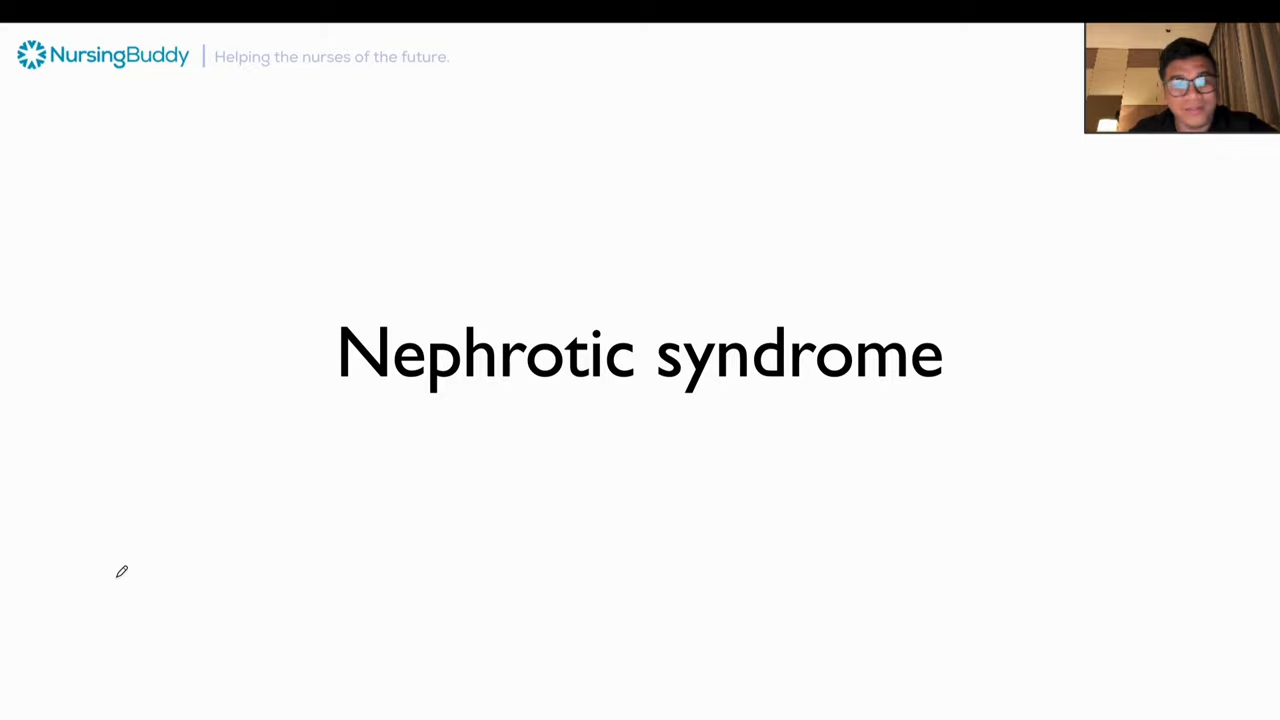 NursingBuddy | Helping the nurses of the future.
Nephrotic syndrome